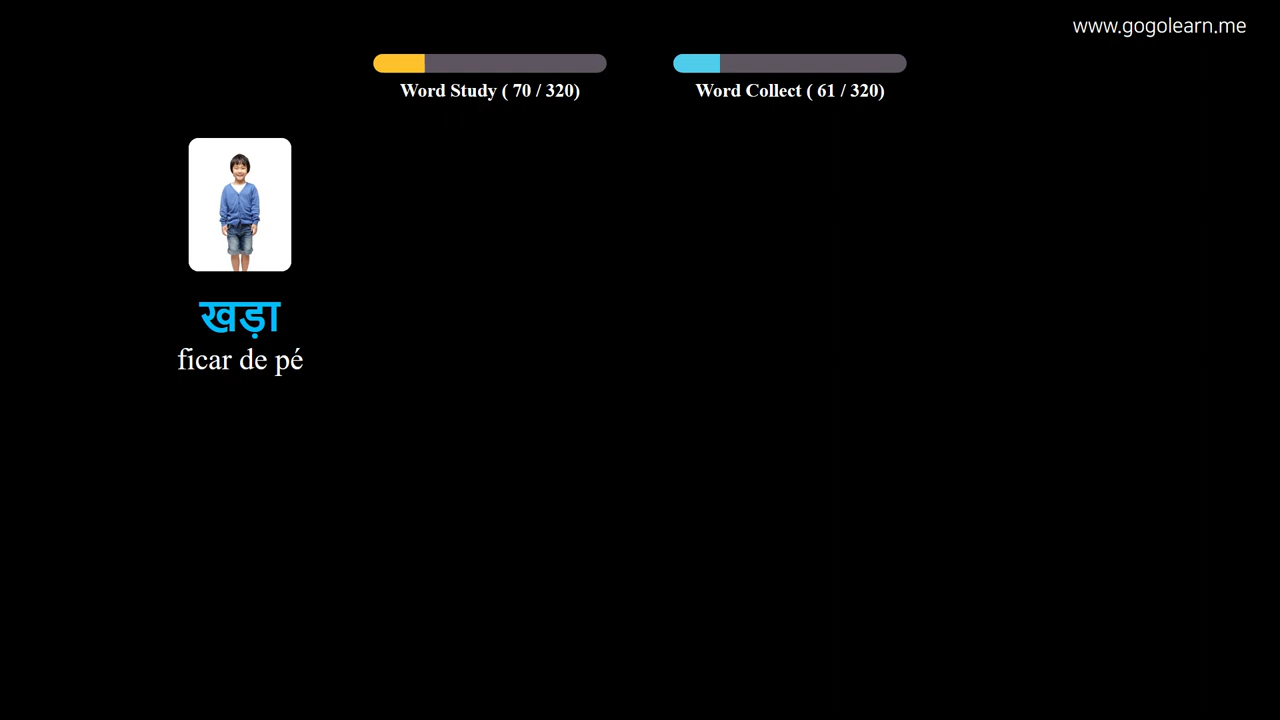 www.gogolearn.me
Word Study ( 70 / 320)
Word Collect ( 61 / 320)
खड़ा
ficar de pé